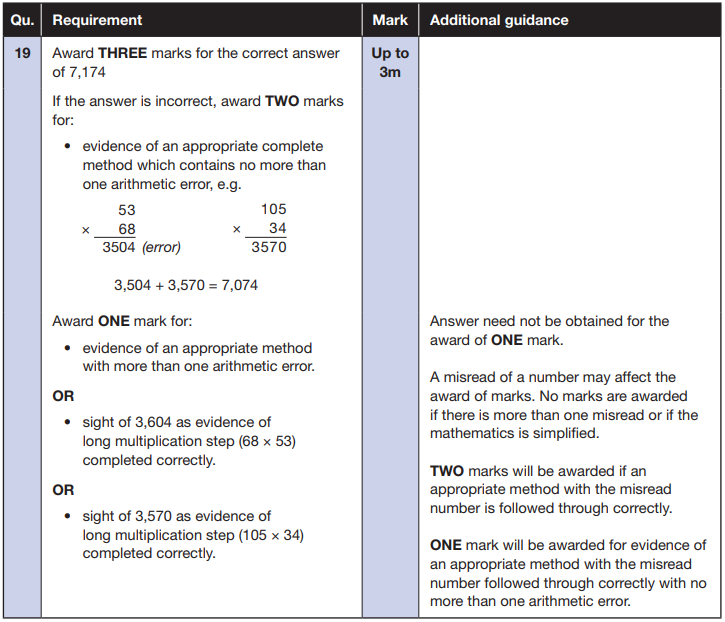 Qu. Requirement Mark Additional guidance
19 Award THREE marks for the correct answer
of 7,174
Up to
3m
If the answer is incorrect, award TWO marks
for:
• evidence of an appropriate complete
method which contains no more than
one arithmetic error, e.g.
53
× 68
3504 (error)
105
× 34
3570
3,504 + 3,570 = 7,074
Award ONE mark for:
• evidence of an appropriate method
with more than one arithmetic error.
OR
• sight of 3,604 as evidence of
long multiplication step (68 × 53)
completed correctly.
OR
• sight of 3,570 as evidence of
long multiplication step (105 × 34)
completed correctly.
Answer need not be obtained for the
award of ONE mark.
A misread of a number may affect the
award of marks. No marks are awarded
if there is more than one misread or if the
mathematics is simplified.
TWO marks will be awarded if an
appropriate method with the misread
number is followed through correctly.
ONE mark will be awarded for evidence of
an appropriate method with the misread
number followed through correctly with no
more than one arithmetic error.